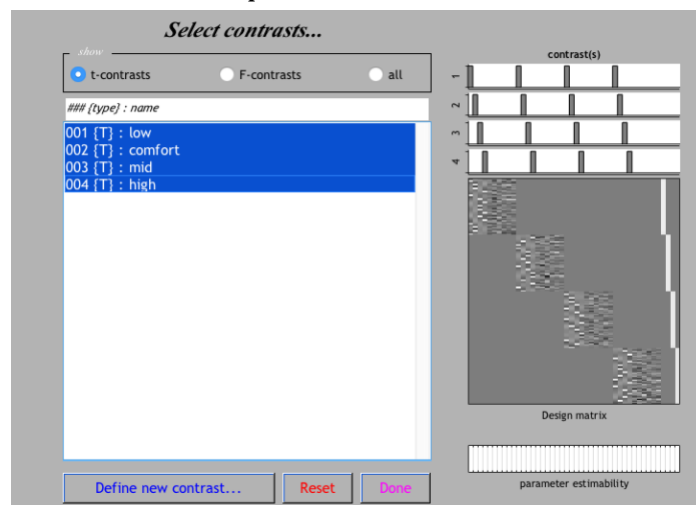 Select contrasts...
show
t-contrasts F-contrasts all
### {type} : name
001 {T} : low
002 {T} : comfort
003 {T} : mid
004 {T} : high
Define new contrast... Reset Done
contrast(s)
1
2
3
4
Design matrix
parameter estimability